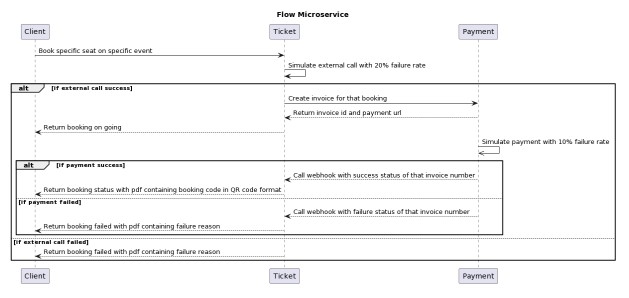 Flow Microservice
Client
Ticket
Payment
Book specific seat on specific event
Simulate external call with 20% failure rate
alt [if external call success]
Create invoice for that booking
Return invoice id and payment url
Return booking on going
Simulate payment with 10% failure rate
alt [if payment success]
Call webhook with success status of that invoice number
Return booking status with pdf containing booking code in QR code format
[if payment failed]
Call webhook with failure status of that invoice number
Return booking failed with pdf containing failure reason
[if external call failed]
Return booking failed with pdf containing failure reason
Client
Ticket
Payment